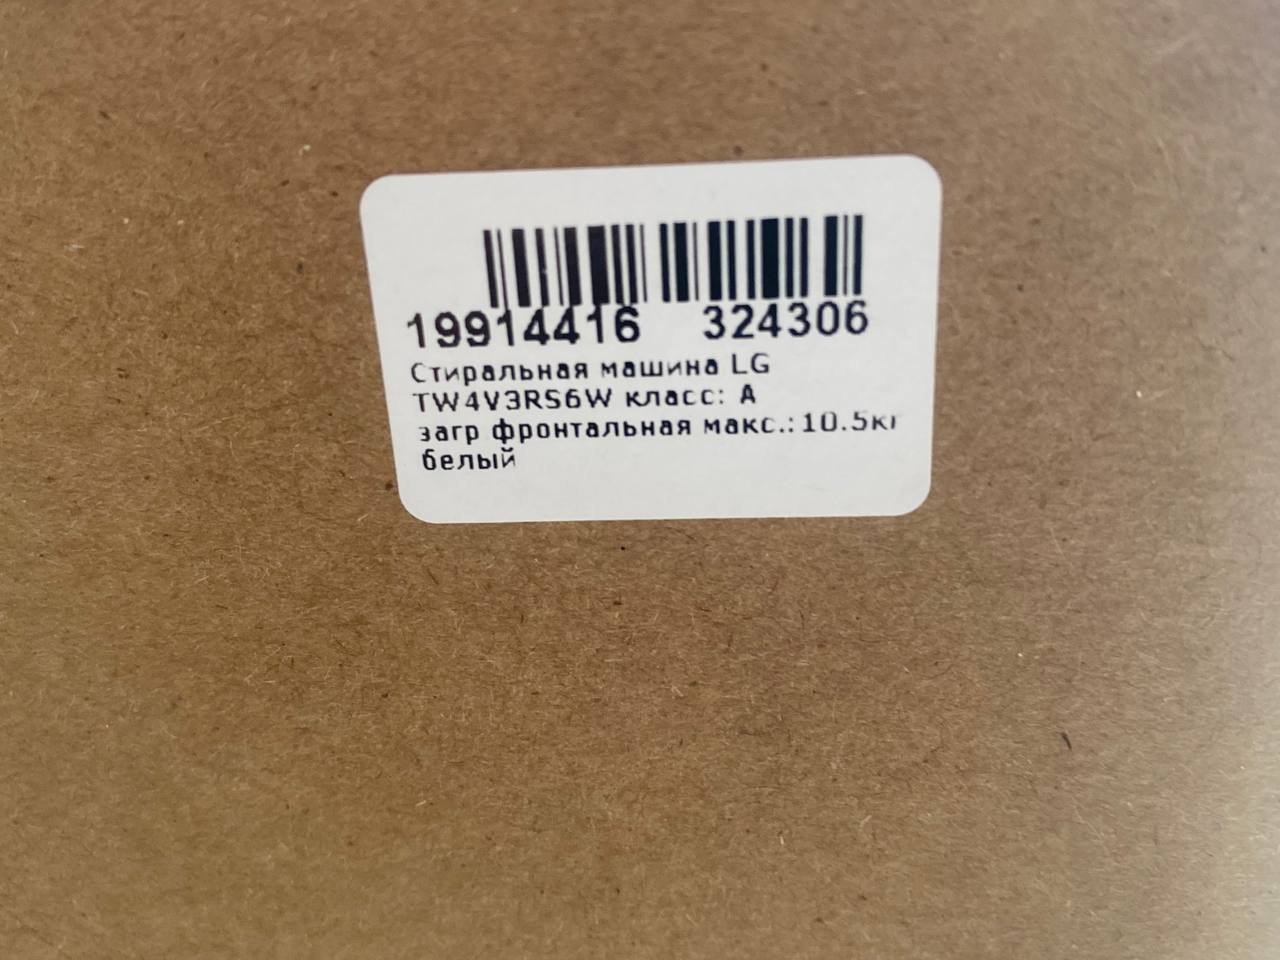 19914416 324306
Стиральная машина LG
TW4V3RS6W класс: A
загр фронтальная макс.:10.5кг
белый